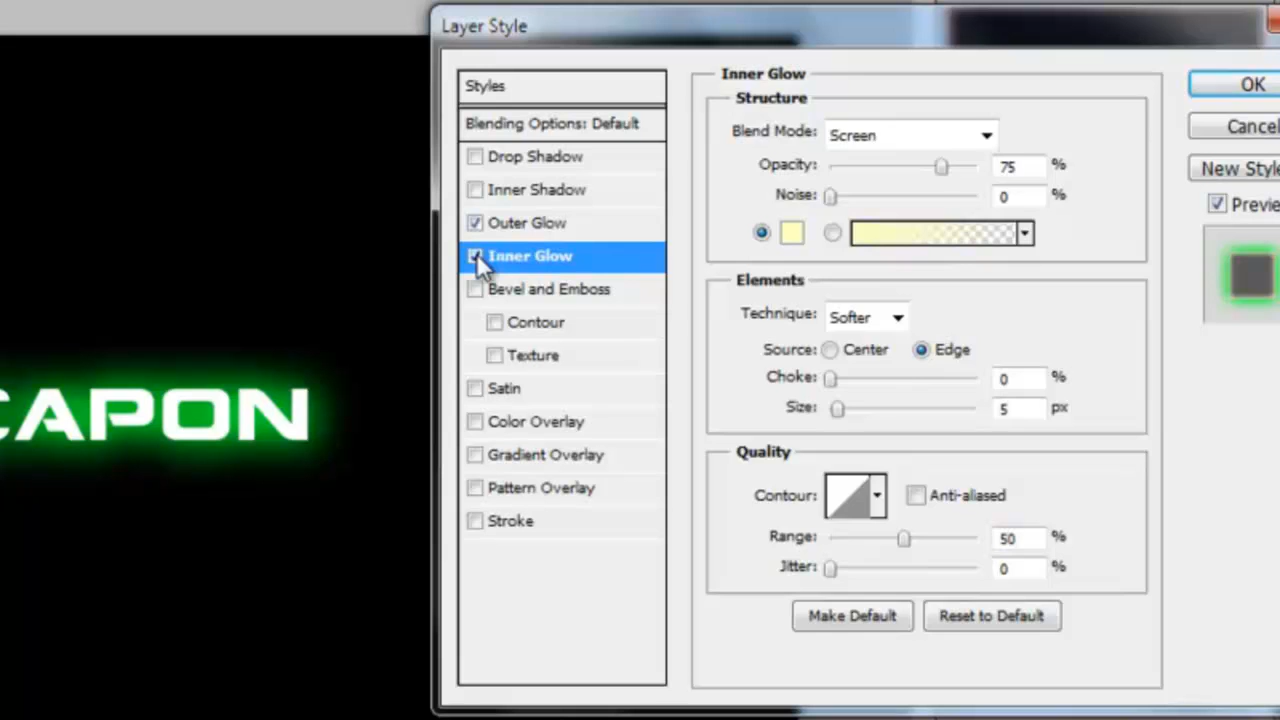 Layer Style
Styles
Blending Options: Default
Drop Shadow
Inner Shadow
Outer Glow
Inner Glow
Bevel and Emboss
Contour
Texture
Satin
Color Overlay
Gradient Overlay
Pattern Overlay
Stroke
Inner Glow
Structure
Blend Mode: Screen
Opacity: 75 %
Noise: 0 %
Elements
Technique: Softer
Source: Center Edge
Choke: 0 %
Size: 5 px
Quality
Contour: Anti-aliased
Range: 50 %
Jitter: 0 %
Make Default Reset to Default
OK
Cancel
New Style
Previe
CAPON